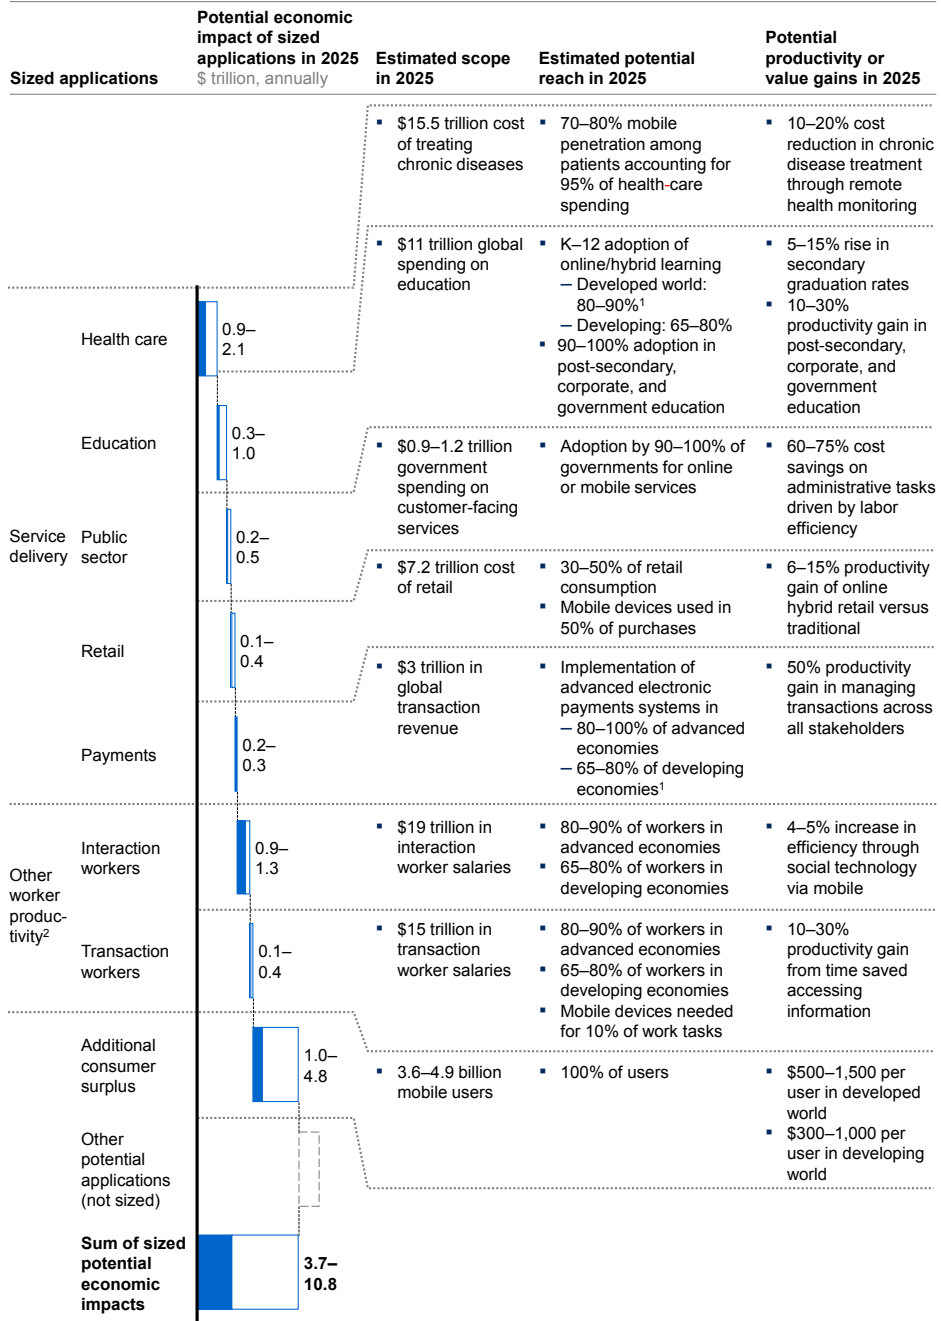 Sized applications
Potential economic
impact of sized
applications in 2025
$ trillion, annually
Estimated scope
in 2025
Estimated potential
reach in 2025
Potential
productivity or
value gains in 2025
Service
delivery
Health care
0.9–
2.1
▪ $15.5 trillion cost
of treating
chronic diseases
▪ 70–80% mobile
penetration among
patients accounting for
95% of health-care
spending
▪ 10–20% cost
reduction in chronic
disease treatment
through remote
health monitoring
Education
0.3–
1.0
▪ $11 trillion global
spending on
education
▪ K–12 adoption of
online/hybrid learning
– Developed world:
80–90%¹
– Developing: 65–80%
▪ 90–100% adoption in
post-secondary,
corporate, and
government education
▪ 5–15% rise in
secondary
graduation rates
▪ 10–30%
productivity gain in
post-secondary,
corporate, and
government
education
Public
sector
0.2–
0.5
▪ $0.9–1.2 trillion
government
spending on
customer-facing
services
▪ Adoption by 90–100% of
governments for online
or mobile services
▪ 60–75% cost
savings on
administrative tasks
driven by labor
efficiency
Retail
0.1–
0.4
▪ $7.2 trillion cost
of retail
▪ 30–50% of retail
consumption
▪ Mobile devices used in
50% of purchases
▪ 6–15% productivity
gain of online
hybrid retail versus
traditional
Payments
0.2–
0.3
▪ $3 trillion in
global
transaction
revenue
▪ Implementation of
advanced electronic
payments systems in
– 80–100% of advanced
economies
– 65–80% of developing
economies¹
▪ 50% productivity
gain in managing
transactions across
all stakeholders
Other
worker
produc-
tivity²
Interaction
workers
0.9–
1.3
▪ $19 trillion in
interaction
worker salaries
▪ 80–90% of workers in
advanced economies
▪ 65–80% of workers in
developing economies
▪ 4–5% increase in
efficiency through
social technology
via mobile
Transaction
workers
0.1–
0.4
▪ $15 trillion in
transaction
worker salaries
▪ 80–90% of workers in
advanced economies
▪ 65–80% of workers in
developing economies
▪ Mobile devices needed
for 10% of work tasks
▪ 10–30%
productivity gain
from time saved
accessing
information
Additional
consumer
surplus
1.0–
4.8
▪ 3.6–4.9 billion
mobile users
▪ 100% of users
▪ $500–1,500 per
user in developed
world
▪ $300–1,000 per
user in developing
world
Other
potential
applications
(not sized)
Sum of sized
potential
economic
impacts
3.7–
10.8